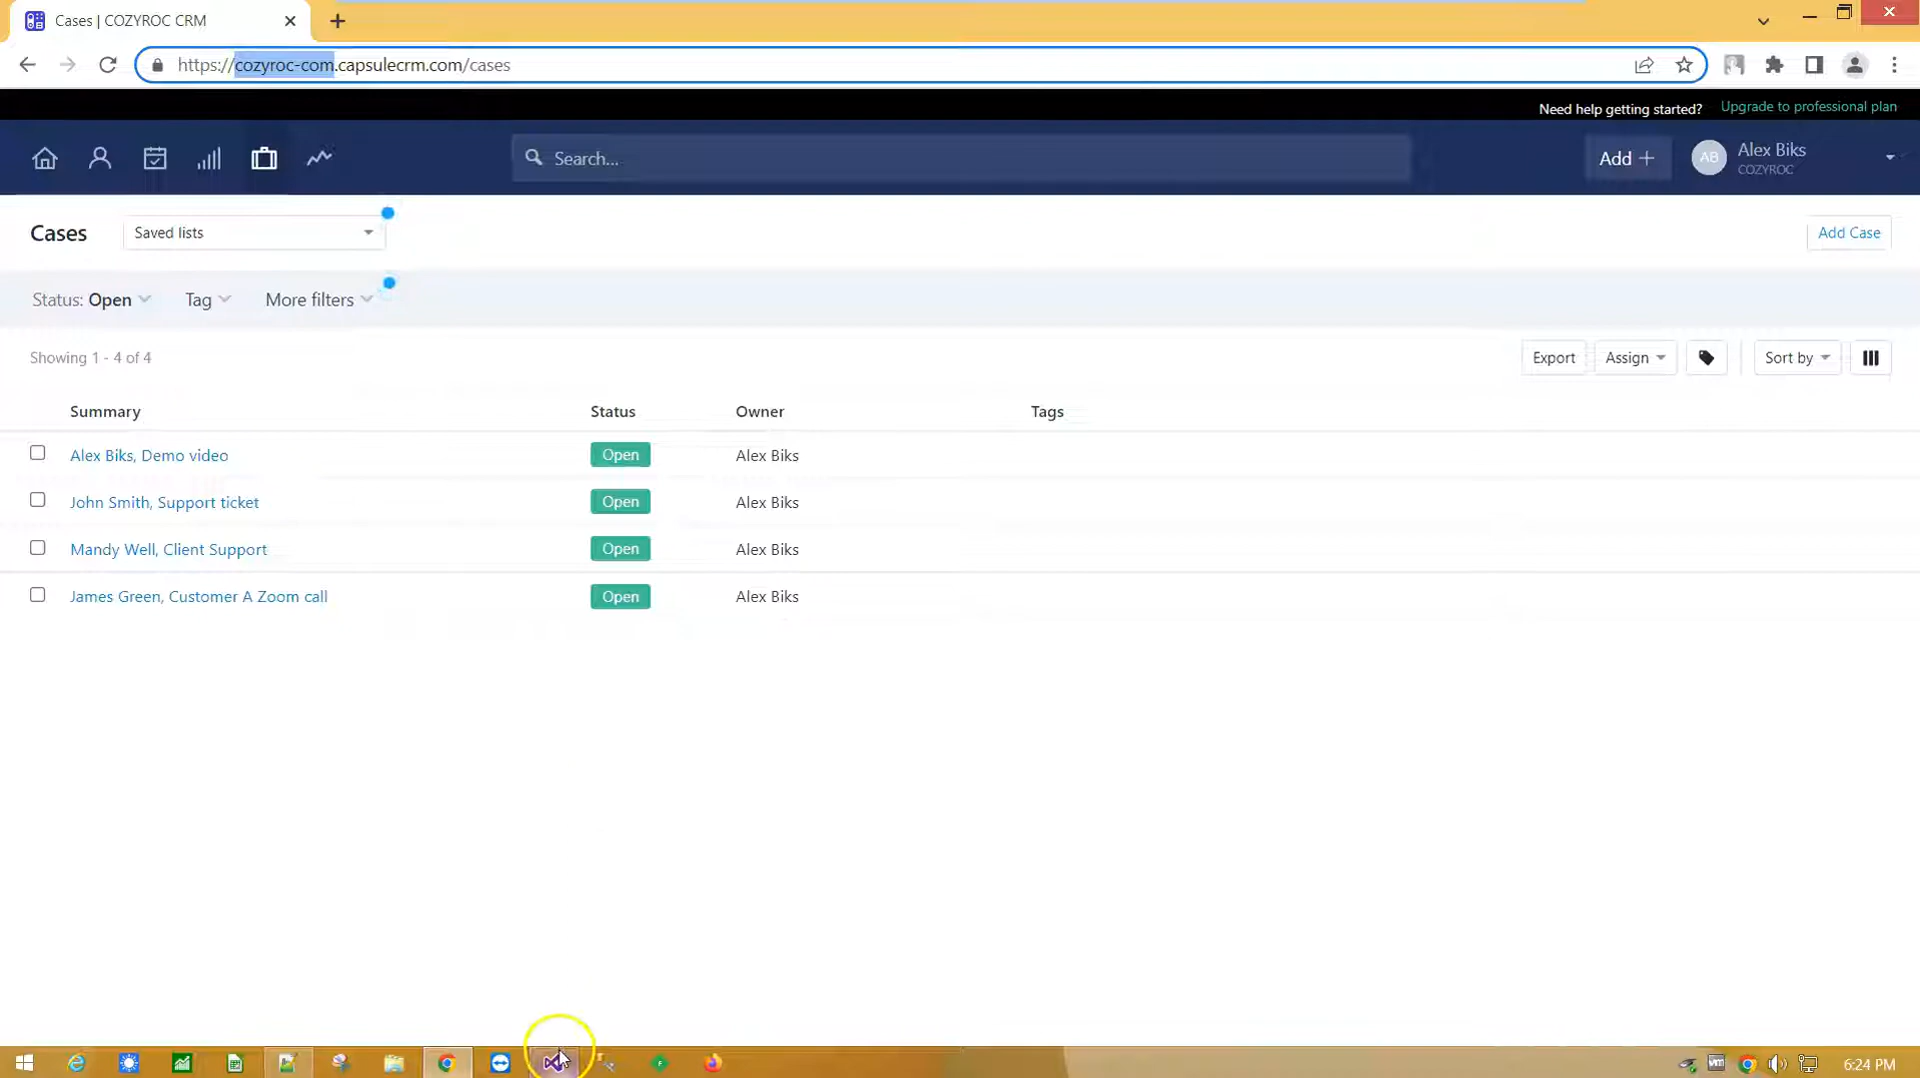 Cases | COZYROC CRM
https://cozyroc-com.capsulecrm.com/cases
Need help getting started? Upgrade to professional plan
Search... Add AB Alex Biks
COZYROC
Cases Saved lists Add Case
Status: Open Tag More filters
Showing 1 - 4 of 4 Export Assign Sort by
Summary Status Owner Tags
Alex Biks, Demo video Open Alex Biks
John Smith, Support ticket Open Alex Biks
Mandy Well, Client Support Open Alex Biks
James Green, Customer A Zoom call Open Alex Biks
6:24 PM